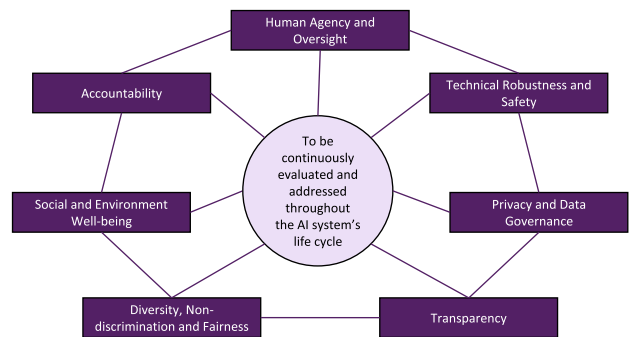 Human Agency and
Oversight
Accountability
Technical Robustness and
Safety
To be
continuously
evaluated and
addressed
throughout
the AI system's
life cycle
Social and Environment
Well-being
Privacy and Data
Governance
Diversity, Non-
discrimination and Fairness
Transparency